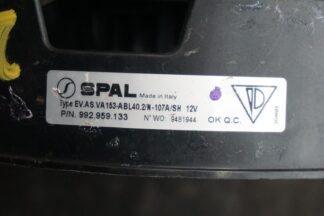 SPAL
Made in Italy
Type EV.AS.VA153-ABL40.2/N-107A/SH 12V
P/N. 992.959.133
N° WO: 9481944
OK Q.C.